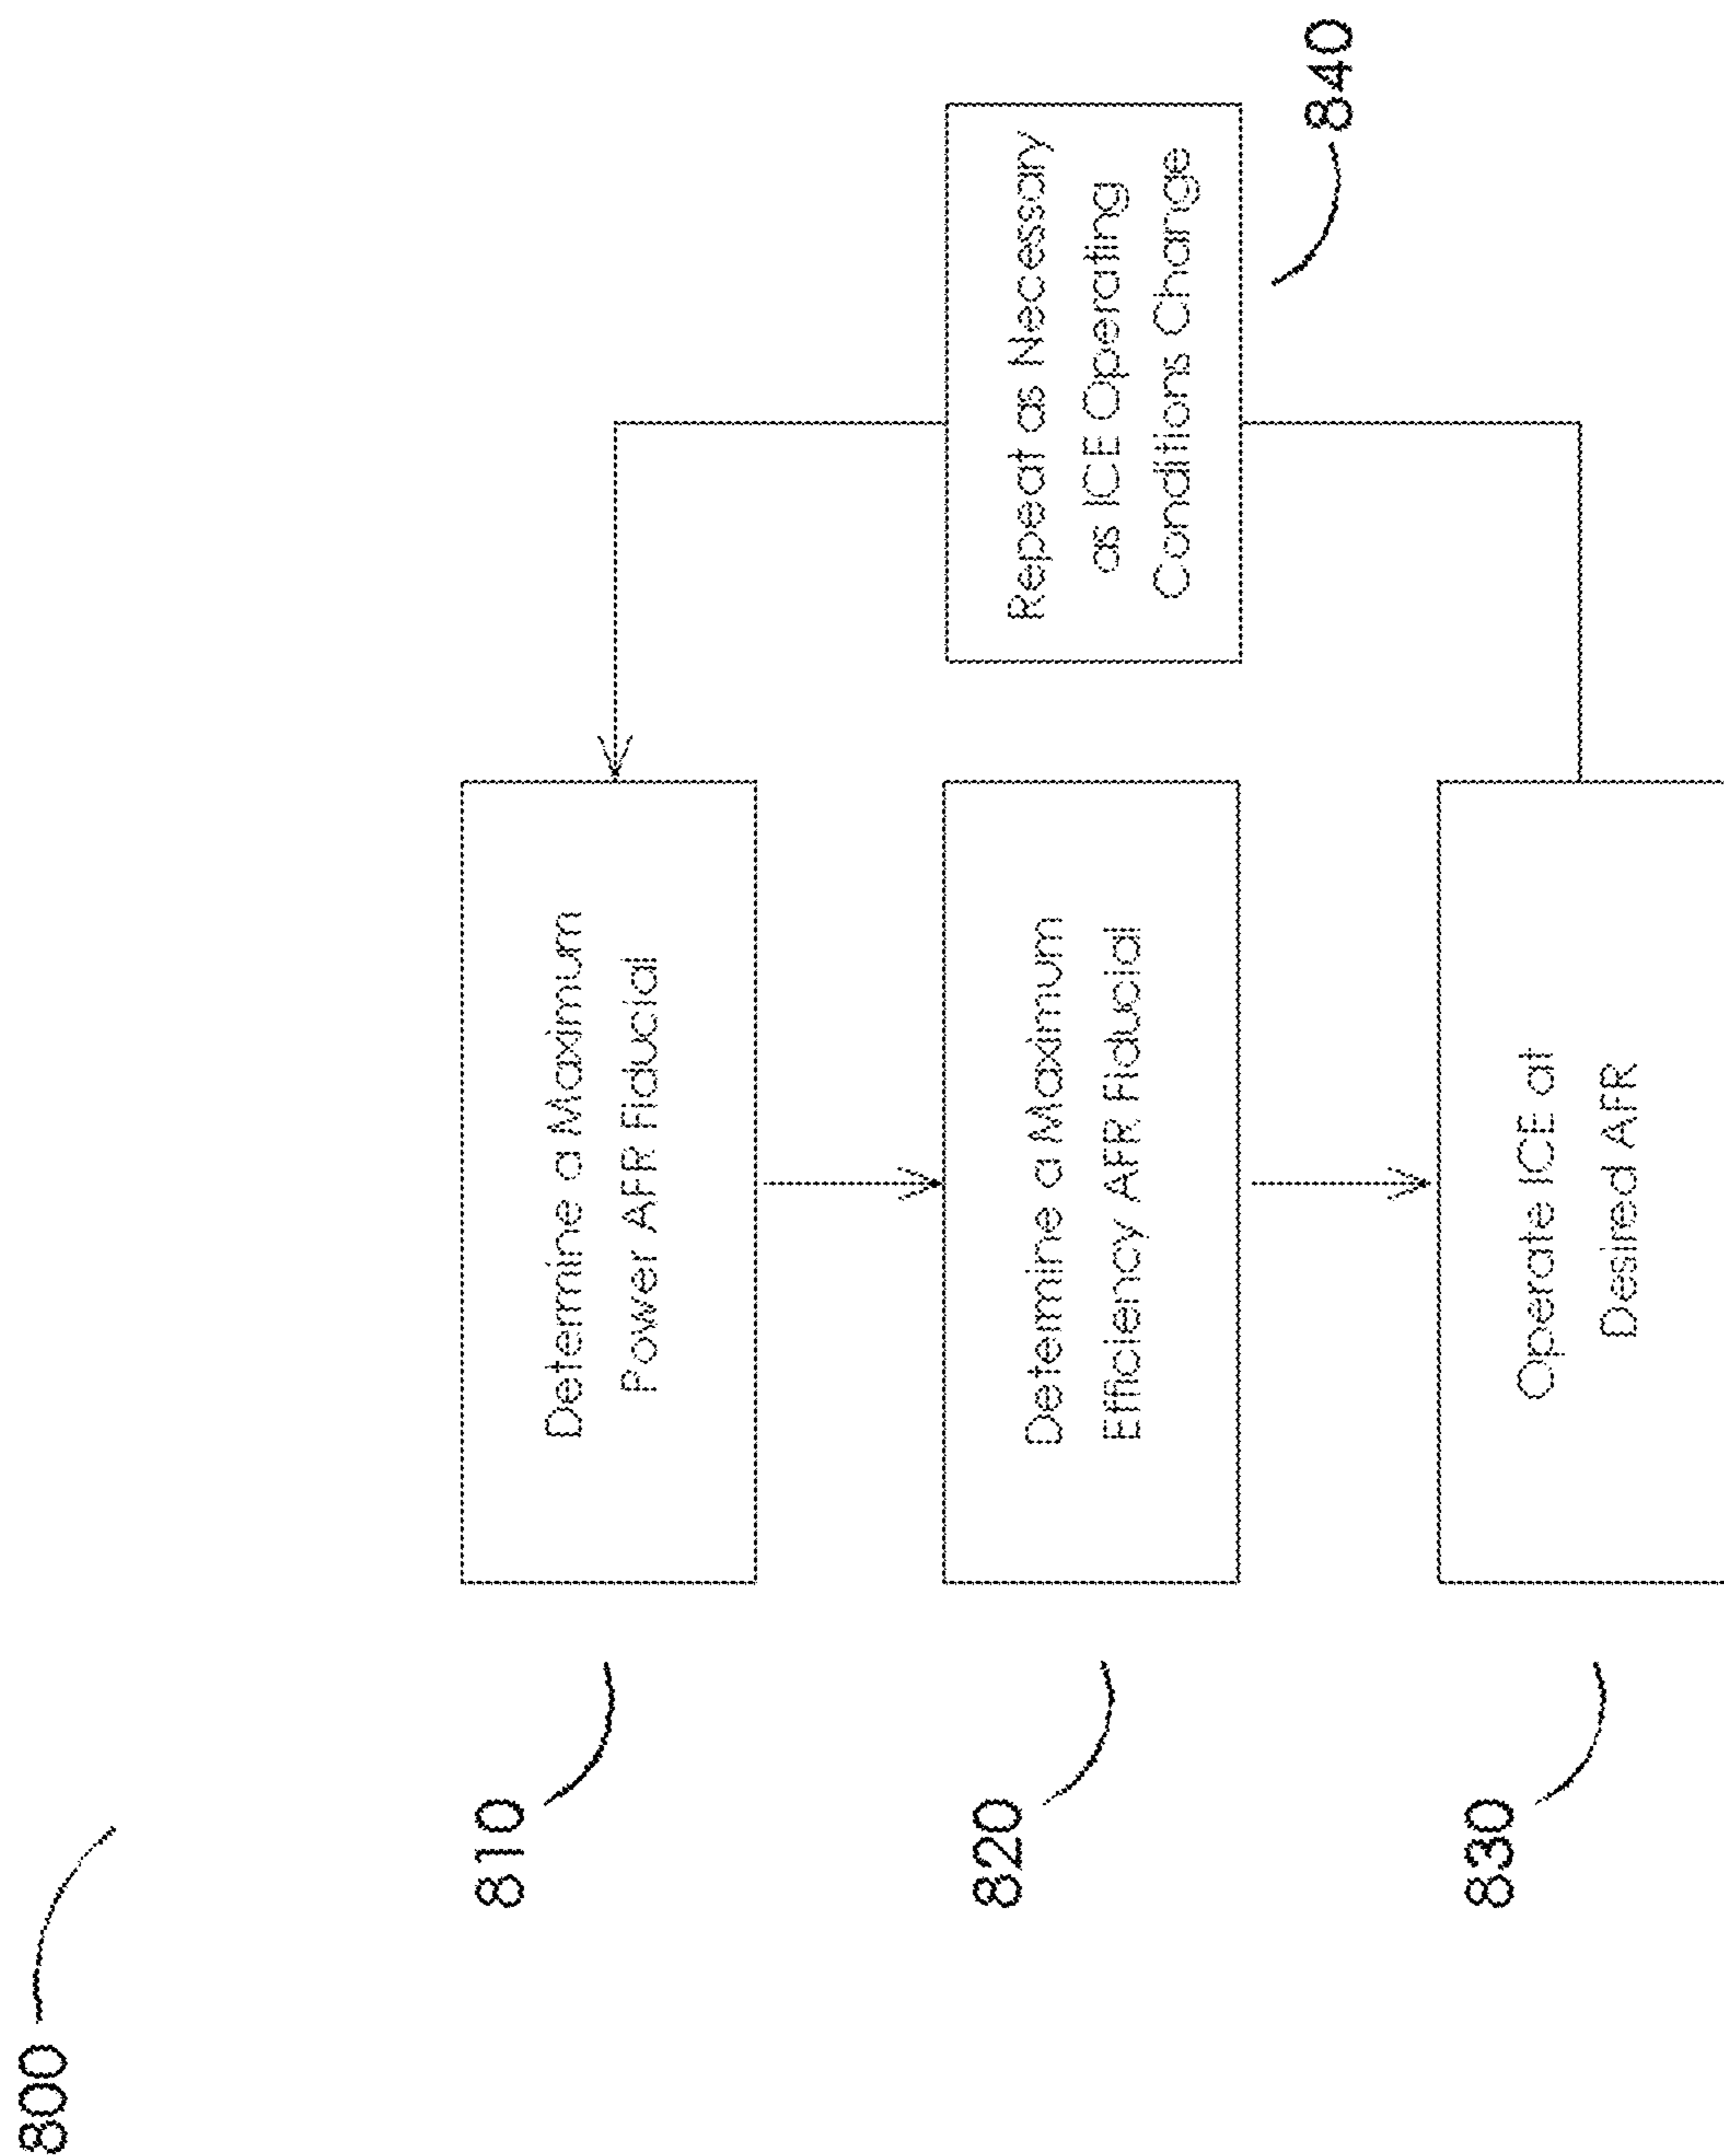 800
810
Determine a Maximum
Power AFR Fiducial
820
Determine a Maximum
Efficiency AFR Fiducial
830
Operate ICE at
Desired AFR
Repeat as Necessary
as ICE Operating
Conditions Change
840